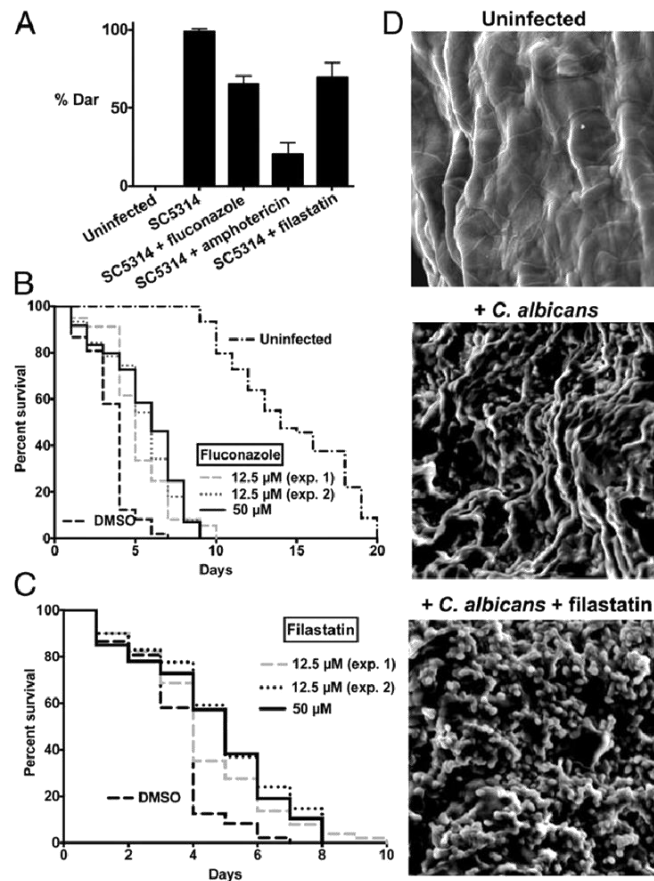 A
100
% Dar
50
0
Uninfected
SC5314
SC5314 + fluconazole
SC5314 + amphotericin
SC5314 + filastatin
B
100
80
60
40
20
0
Percent survival
Uninfected
Fluconazole
12.5 µM (exp. 1)
12.5 µM (exp. 2)
50 µM
DMSO
0
5
10
15
20
Days
C
100
80
60
40
20
0
Percent survival
Filastatin
12.5 µM (exp. 1)
12.5 µM (exp. 2)
50 µM
DMSO
0
2
4
6
8
10
Days
D
Uninfected
+ C. albicans
+ C. albicans + filastatin